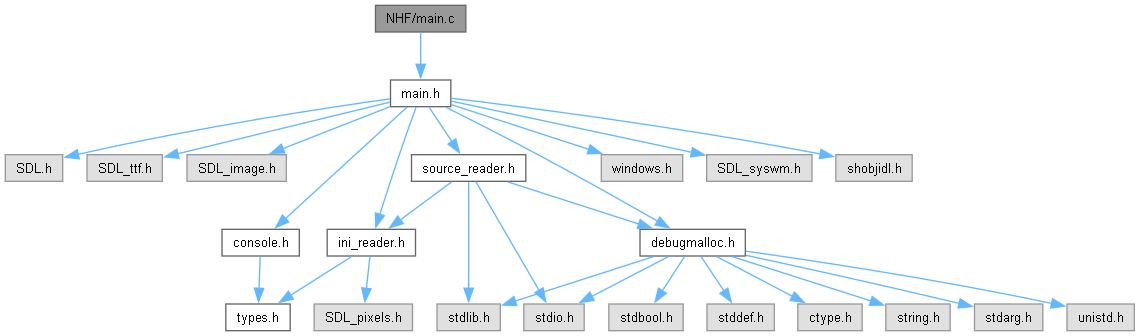 NHF/main.c
main.h
SDL.h
SDL_ttf.h
SDL_image.h
source_reader.h
windows.h
SDL_syswm.h
shobjidl.h
console.h
ini_reader.h
debugmalloc.h
types.h
SDL_pixels.h
stdlib.h
stdio.h
stdbool.h
stddef.h
ctype.h
string.h
stdarg.h
unistd.h